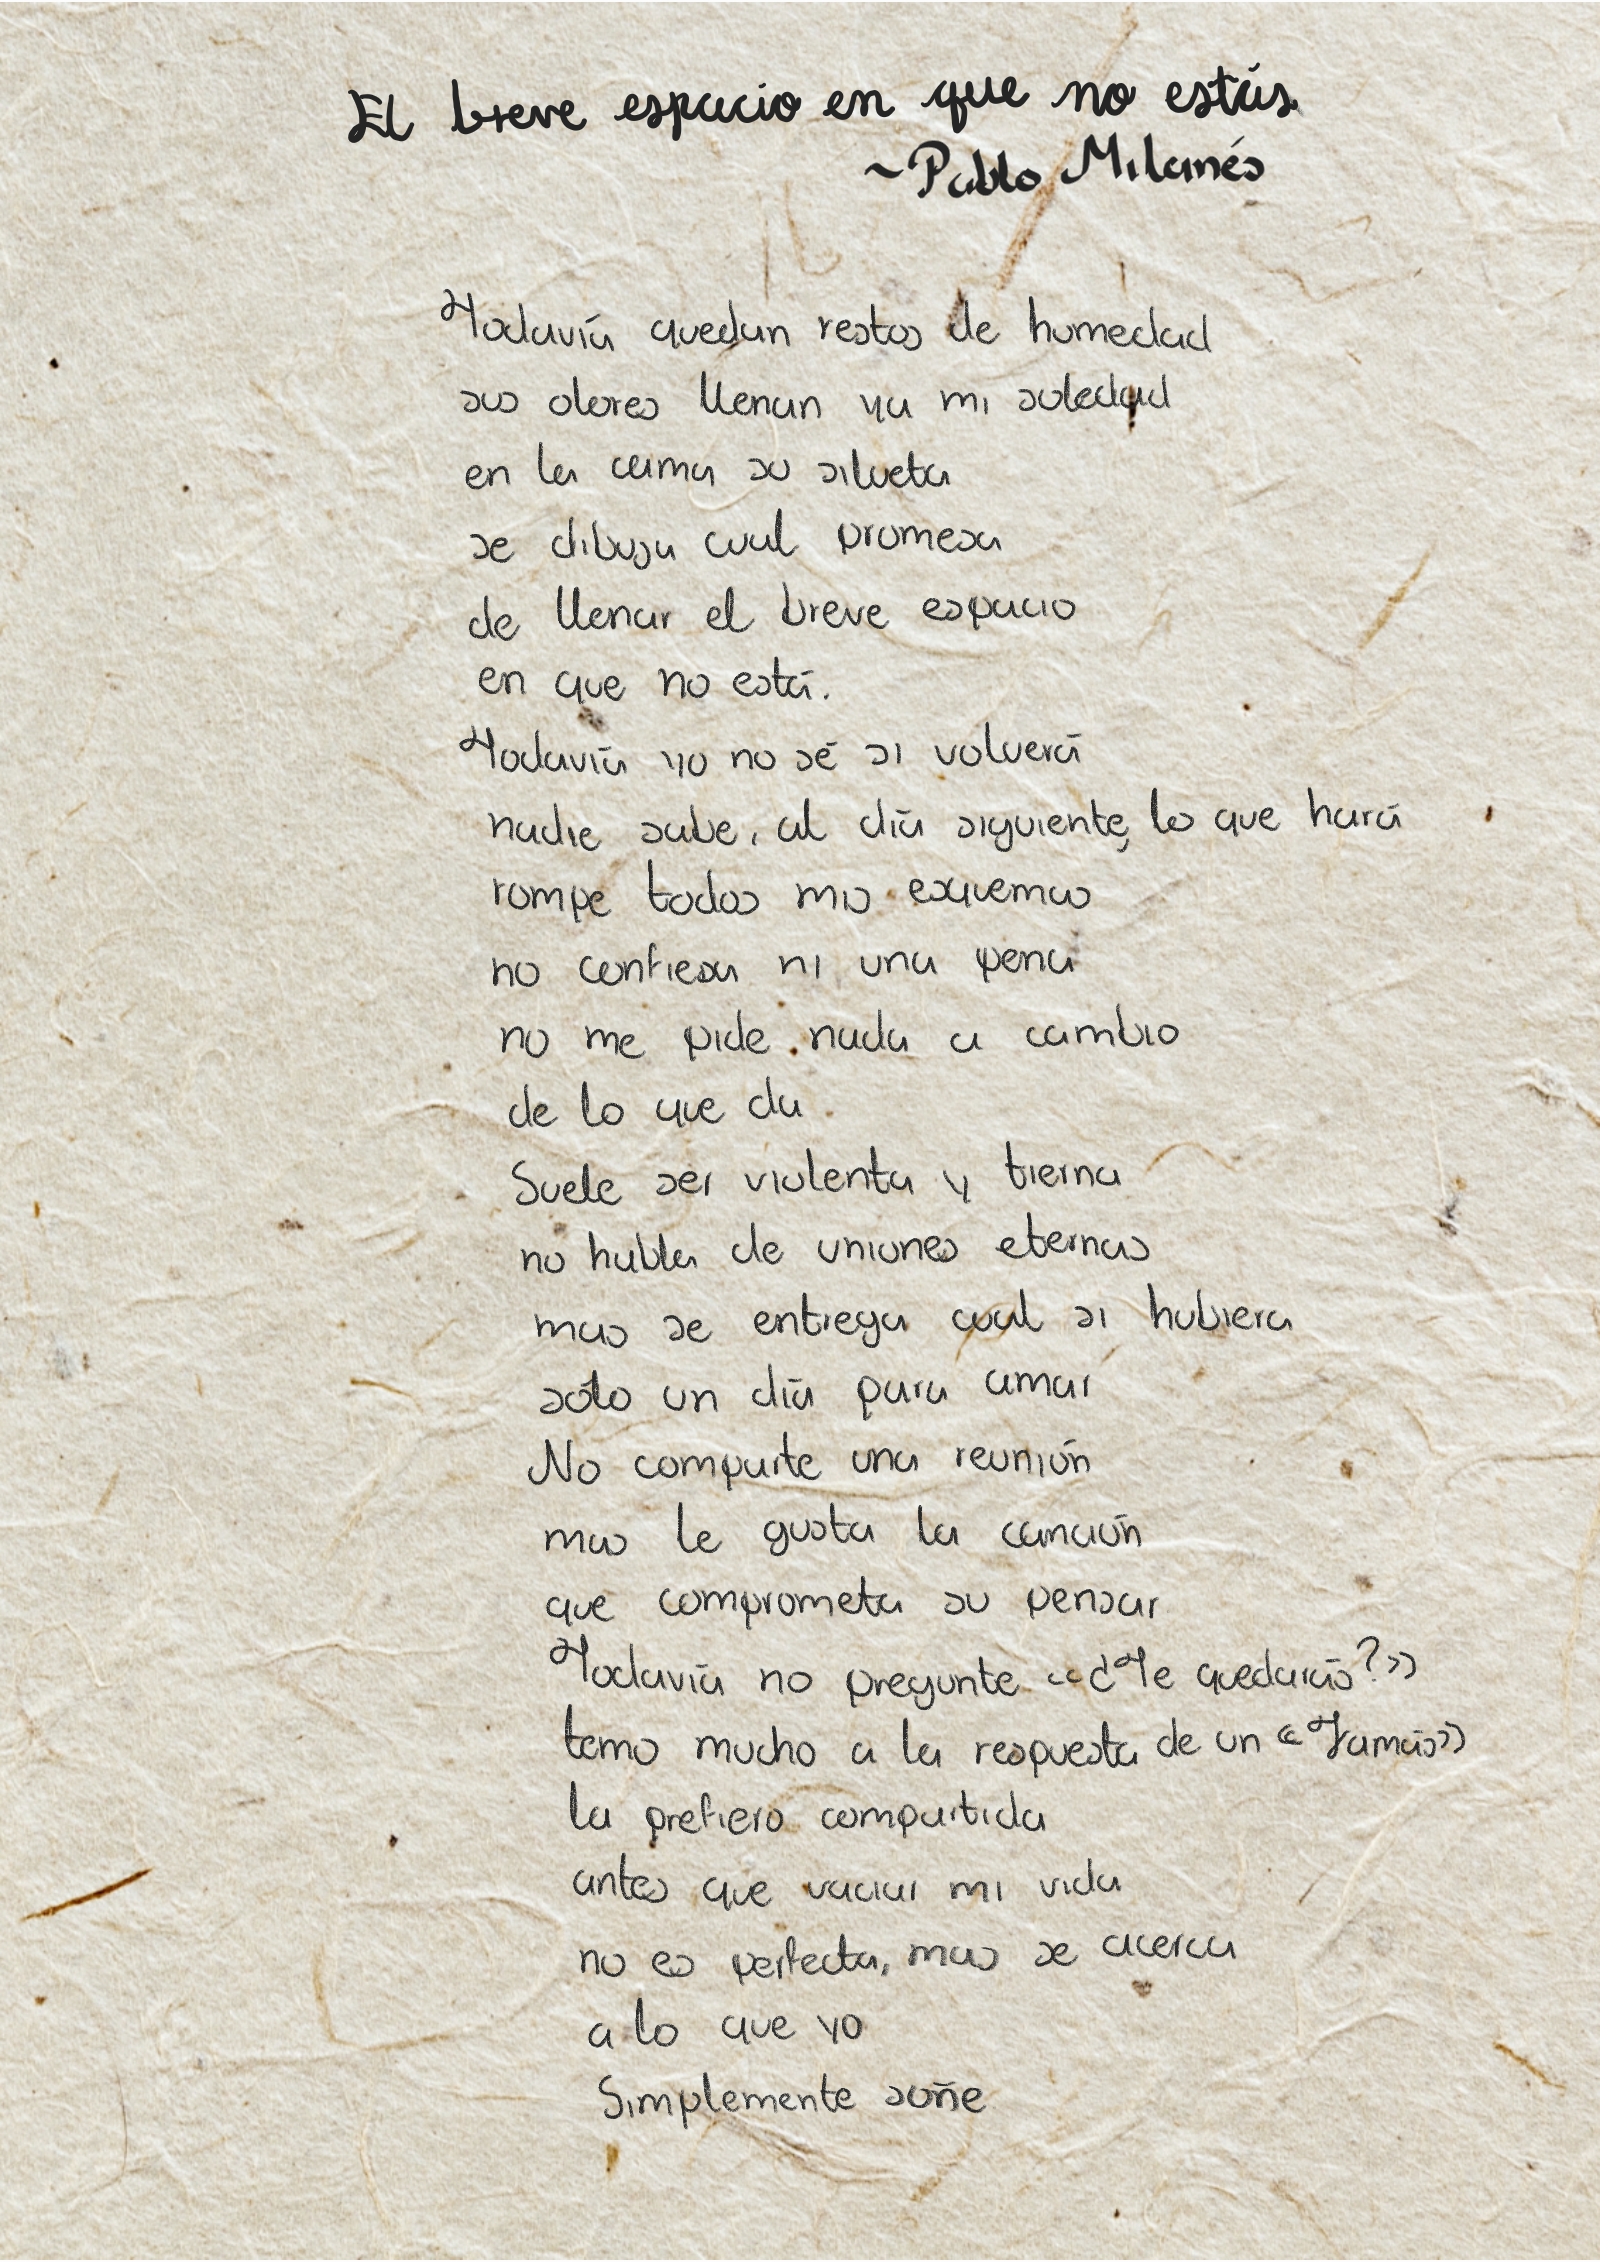 El breve espacio en que no estás
~Pablo Milanés
Todavía quedan restos de humedad
sus olores llenan ya mi soledad
en la cama su silueta
se dibuja cual promesa
de llenar el breve espacio
en que no está.
Todavía yo no sé si volverá
nadie sabe, al día siguiente, lo que hará
rompe todos mis esquemas
no confiesa ni una pena
no me pide nada a cambio
de lo que da
Suele ser violenta y tierna
no habla de uniones eternas
mas se entrega cual si hubiera
sólo un día para amar
No comparte una reunión
mas le gusta la canción
que comprometa su pensar
Todavía no pregunte «¿Te quedarás?»
temo mucho a la respuesta de un «Jamás»
la prefiero compartida
antes que vaciar mi vida
no es perfecta, mas se acerca
a lo que yo
Simplemente soñe